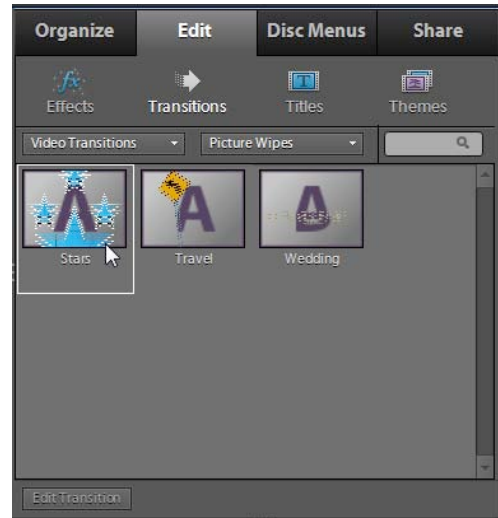 Organize Edit Disc Menus Share
Effects Transitions Titles Themes
Video Transitions Picture Wipes
A A
Stars Travel Wedding
Edit Transition